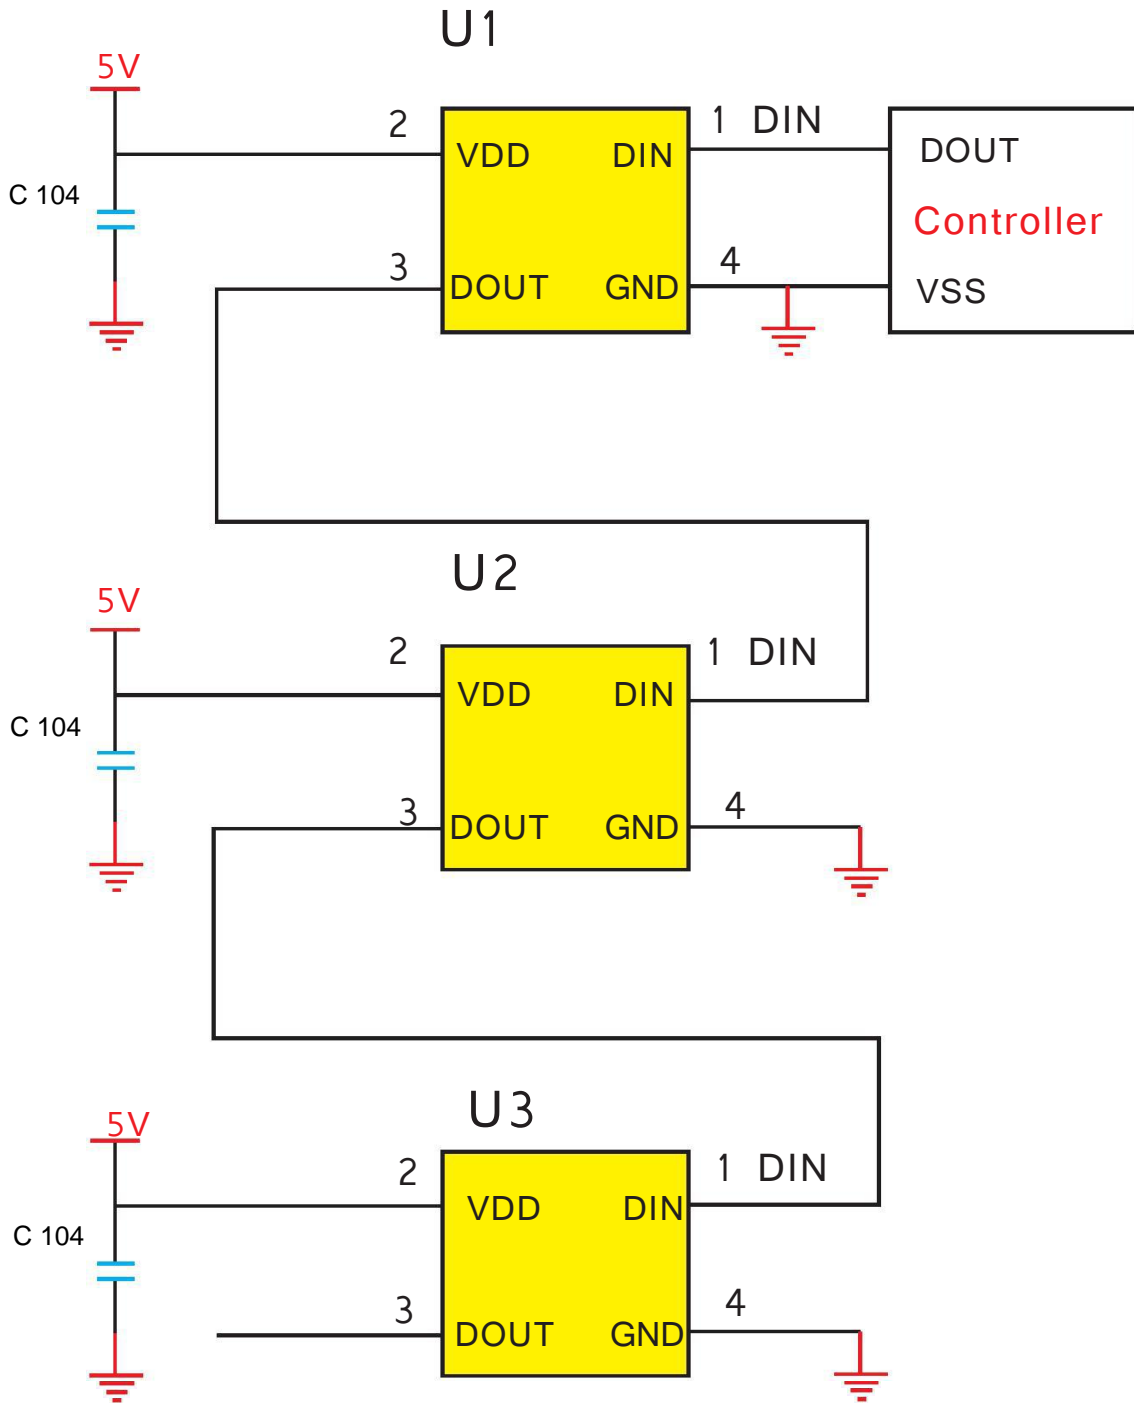 U1
5V
2
1 DIN
VDD
DIN
DOUT
C 104
Controller
3
4
DOUT
GND
VSS
U2
5V
2
1 DIN
VDD
DIN
C 104
3
4
DOUT
GND
U3
5V
2
1 DIN
VDD
DIN
C 104
3
4
DOUT
GND